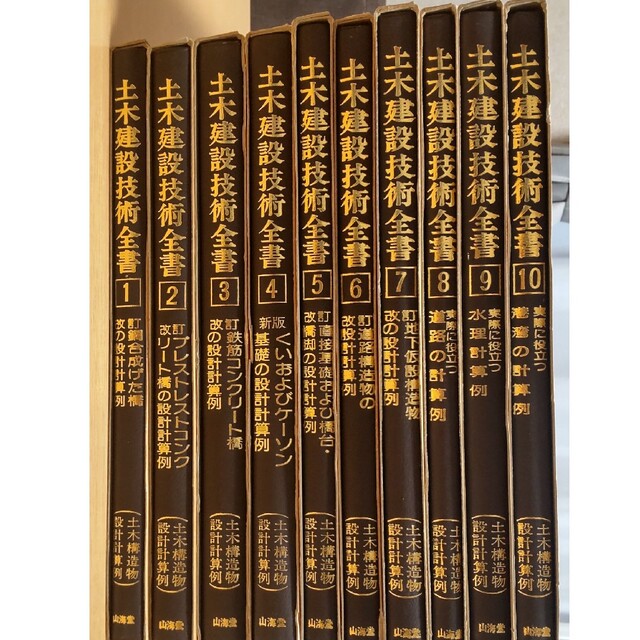 土木建設技術全書
1
改訂 鋼合成げた橋の設計計算例
(土木構造物設計計算例)
山海堂
土木建設技術全書
2
改訂 プレストレストコンクリート橋の設計計算例
(土木構造物設計計算例)
山海堂
土木建設技術全書
3
改訂 鉄筋コンクリート橋の設計計算例
(土木構造物設計計算例)
山海堂
土木建設技術全書
4
新版 くいおよびケーソン基礎の設計計算例
(土木構造物設計計算例)
山海堂
土木建設技術全書
5
改訂 直接基礎および橋台・橋脚の設計計算例
(土木構造物設計計算例)
山海堂
土木建設技術全書
6
改訂 道路構造物の設計計算例
(土木構造物設計計算例)
山海堂
土木建設技術全書
7
改訂 地下仮設構造物の設計計算例
(土木構造物設計計算例)
山海堂
土木建設技術全書
8
実際に役立つ
道路の計算例
(土木構造物設計計算例)
山海堂
土木建設技術全書
9
実際に役立つ
水理計算例
(土木構造物設計計算例)
山海堂
土木建設技術全書
10
実際に役立つ
港湾の計算例
(土木構造物設計計算例)
山海堂